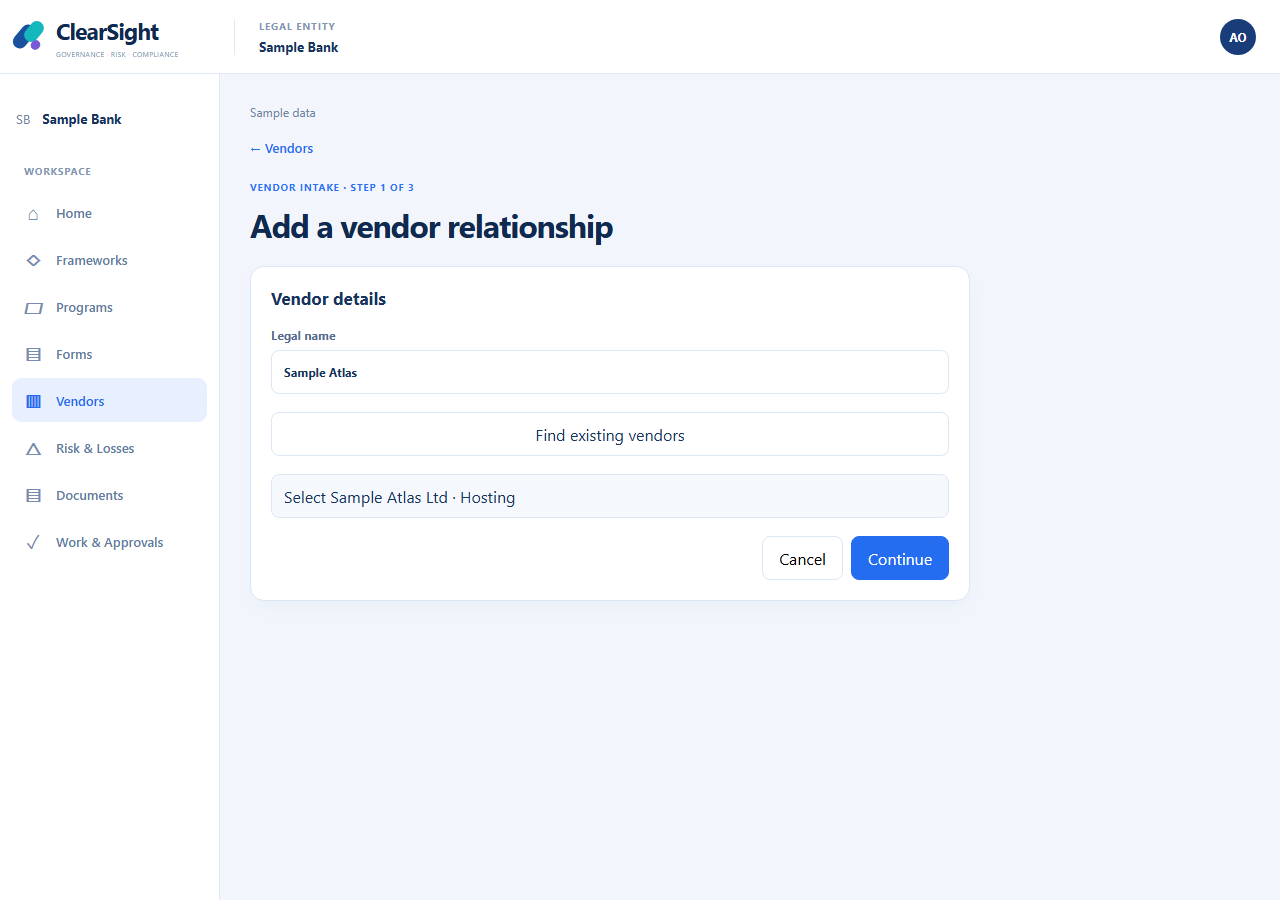 ClearSight
GOVERNANCE · RISK · COMPLIANCE
LEGAL ENTITY
Sample Bank
AO
SB Sample Bank
WORKSPACE
Home
Frameworks
Programs
Forms
Vendors
Risk & Losses
Documents
Work & Approvals
Sample data
← Vendors
VENDOR INTAKE · STEP 1 OF 3
Add a vendor relationship
Vendor details
Legal name
Sample Atlas
Find existing vendors
Select Sample Atlas Ltd · Hosting
Cancel
Continue